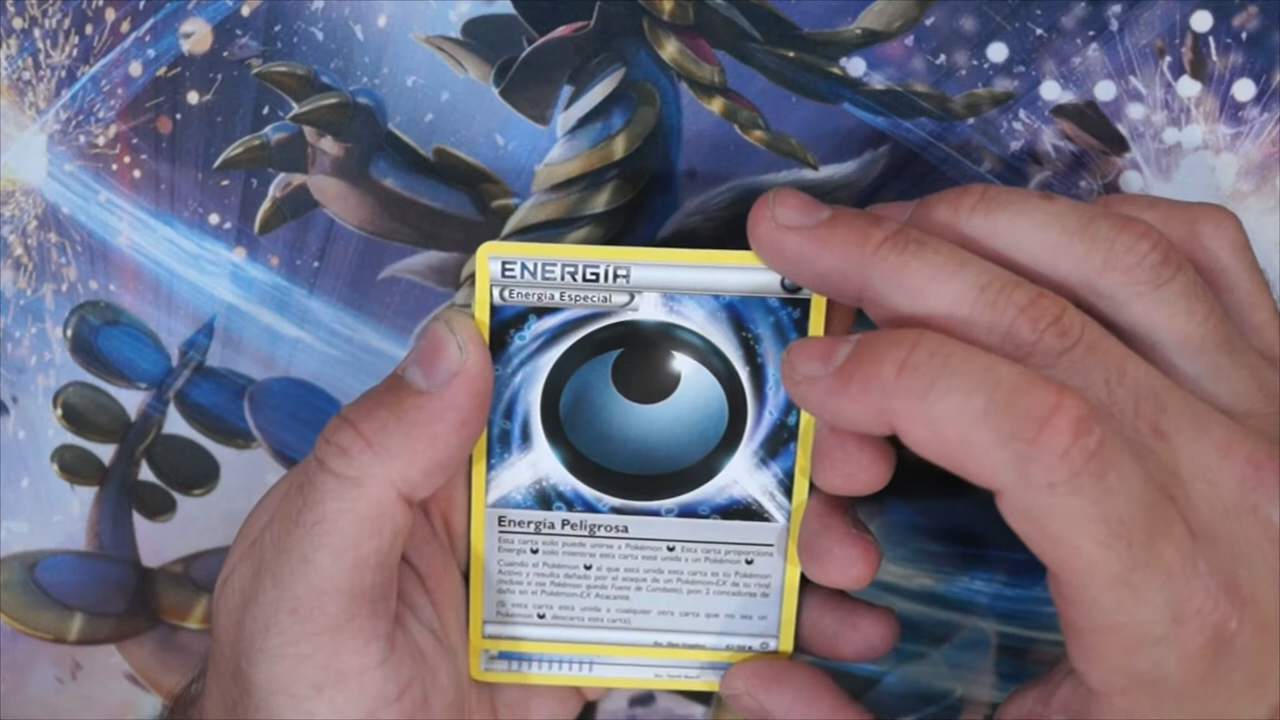 ENERGÍA
Energía Especial
Energía Peligrosa
Esta carta solo puede unirse a Pokémon . Esta carta proporciona
Energía solo mientras esta carta esté unida a un Pokémon
Cuando el Pokémon al que está unida esta carta es tu Pokémon
Activo y resulta dañado por el ataque de un Pokémon-EX de tu rival
(incluso si ese Pokémon queda Fuera de Combate), pon 2 contadores de
daño en el Pokémon-EX Atacante.
(Si esta carta está unida a cualquier otra carta que no sea un
Pokémon , descarta esta carta).